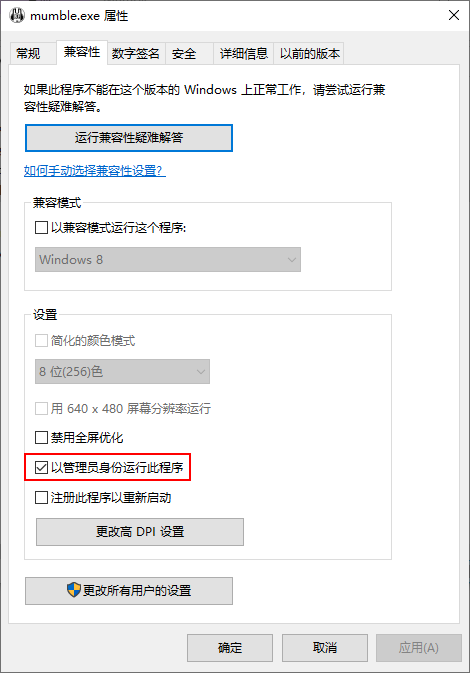 mumble.exe 属性
常规 兼容性 数字签名 安全 详细信息 以前的版本
如果此程序不能在这个版本的 Windows 上正常工作，请尝试运行兼
容性疑难解答。
运行兼容性疑难解答
如何手动选择兼容性设置?
兼容模式
以兼容模式运行这个程序:
Windows 8
设置
简化的颜色模式
8 位(256)色
用 640 x 480 屏幕分辨率运行
禁用全屏优化
以管理员身份运行此程序
注册此程序以重新启动
更改高 DPI 设置
更改所有用户的设置
确定 取消 应用(A)